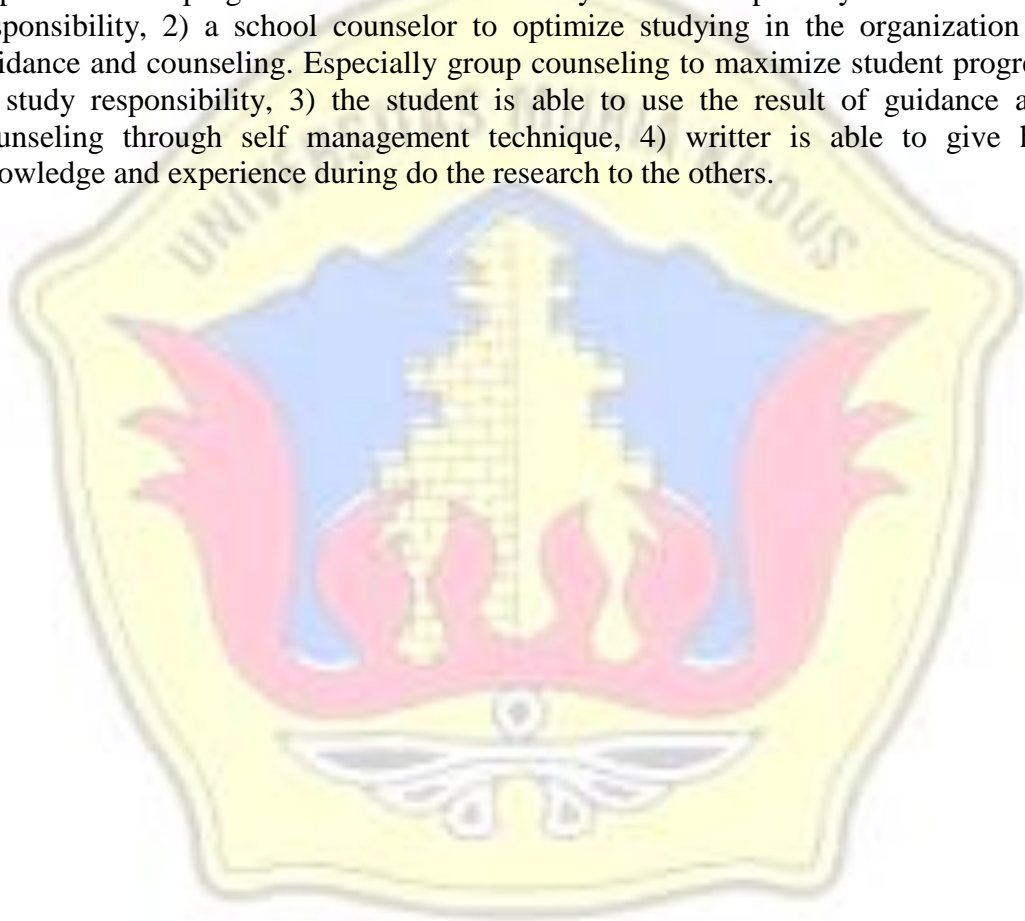 sponsibility, 2) a school counselor to optimize studying in the organization
idance and counseling. Especially group counseling to maximize student progre
study responsibility, 3) the student is able to use the result of guidance a
unseling through self management technique, 4) writter is able to give h
owledge and experience during do the research to the others.
UNIVERSITAS KUDUS